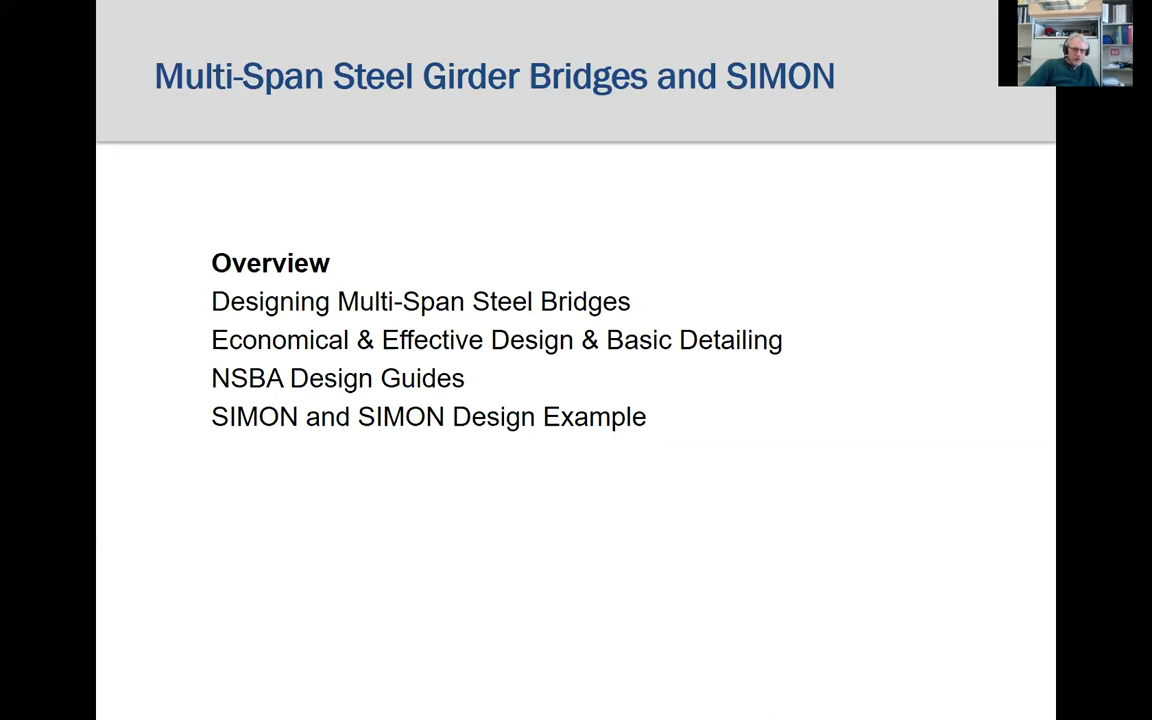 Multi-Span Steel Girder Bridges and SIMON
Overview
Designing Multi-Span Steel Bridges
Economical & Effective Design & Basic Detailing
NSBA Design Guides
SIMON and SIMON Design Example